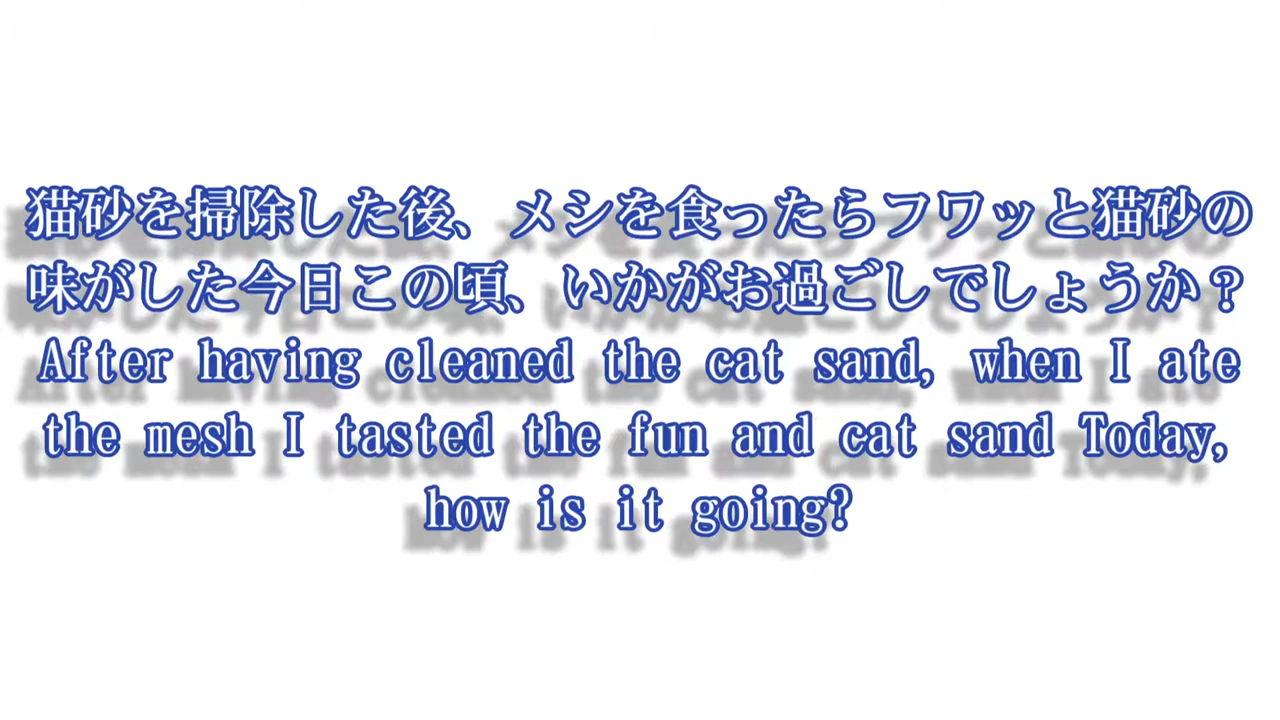 猫砂を掃除した後、メシを食ったらフワッと猫砂の
味がした今日この頃、いかがお過ごしでしょうか？
After having cleaned the cat sand, when I ate
the mesh I tasted the fun and cat sand Today,
how is it going?